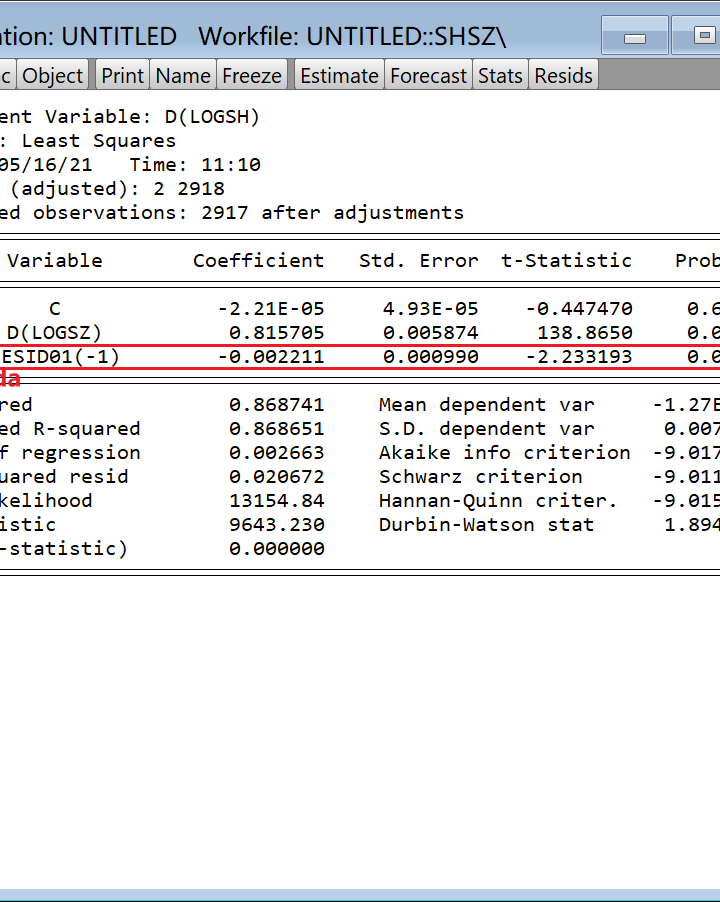 tion: UNTITLED Workfile: UNTITLED::SHSZ\
c Object Print Name Freeze Estimate Forecast Stats Resids
ent Variable: D(LOGSH)
: Least Squares
05/16/21 Time: 11:10
(adjusted): 2 2918
ed observations: 2917 after adjustments
Variable Coefficient Std. Error t-Statistic Prob
C -2.21E-05 4.93E-05 -0.447470 0.6
D(LOGSZ) 0.815705 0.005874 138.8650 0.0
ESID01(-1) -0.002211 0.000990 -2.233193 0.0
da
red 0.868741 Mean dependent var -1.27E
ed R-squared 0.868651 S.D. dependent var 0.007
f regression 0.002663 Akaike info criterion -9.017
uared resid 0.020672 Schwarz criterion -9.011
kelihood 13154.84 Hannan-Quinn criter. -9.015
istic 9643.230 Durbin-Watson stat 1.894
-statistic) 0.000000